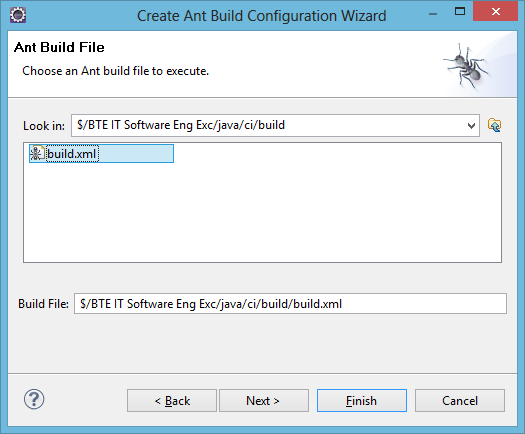 Create Ant Build Configuration Wizard
Ant Build File
Choose an Ant build file to execute.
Look in: $/BTE IT Software Eng Exc/java/ci/build
build.xml
Build File: $/BTE IT Software Eng Exc/java/ci/build/build.xml
? < Back Next > Finish Cancel